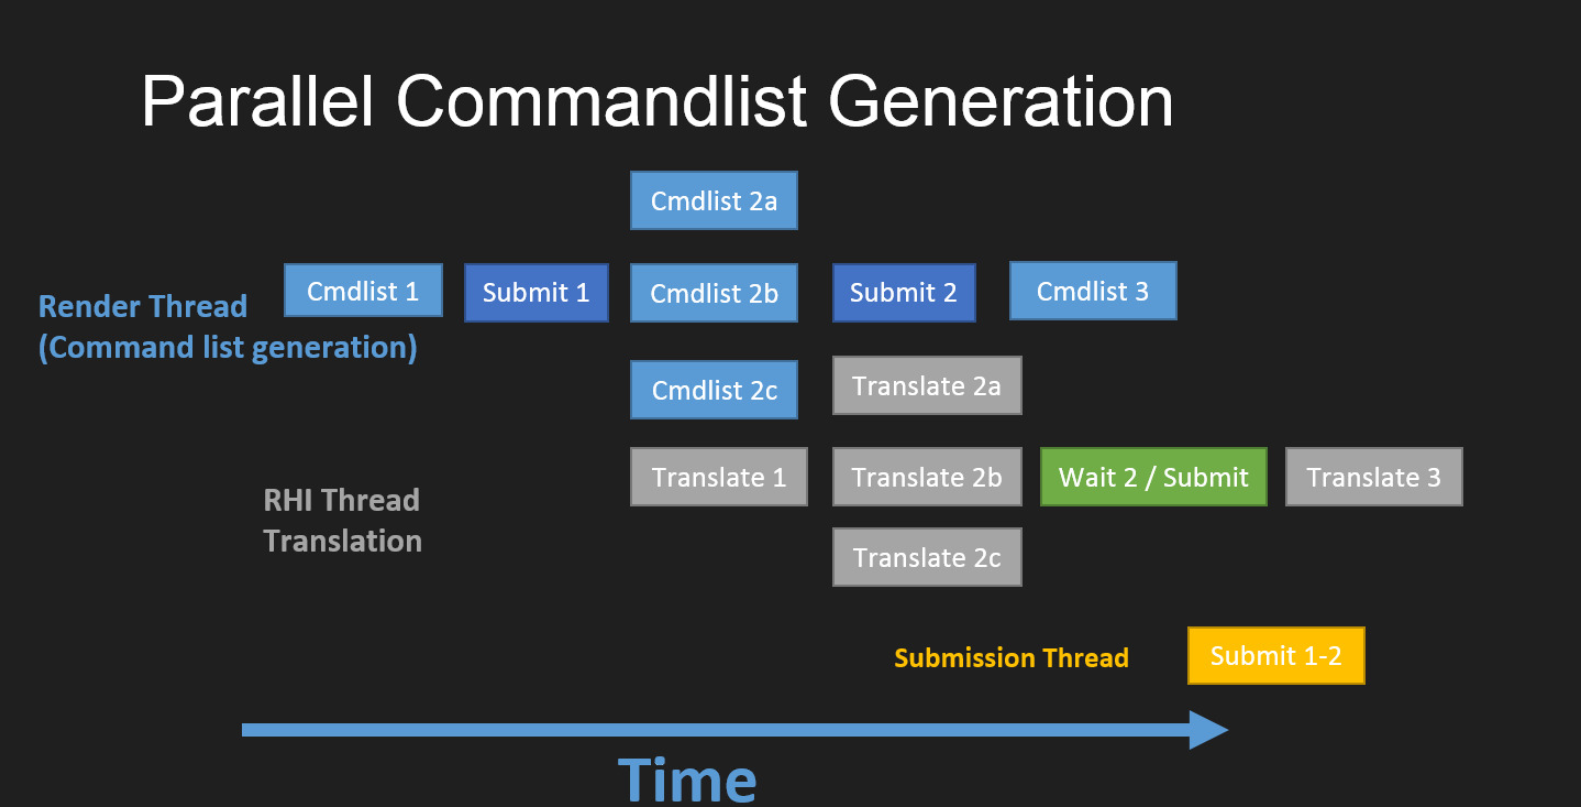 Parallel Commandlist Generation
Cmdlist 2a
Render Thread
(Command list generation)
Cmdlist 1
Submit 1
Cmdlist 2b
Submit 2
Cmdlist 3
Cmdlist 2c
Translate 2a
RHI Thread
Translation
Translate 1
Translate 2b
Wait 2 / Submit
Translate 3
Translate 2c
Submission Thread
Submit 1-2
Time